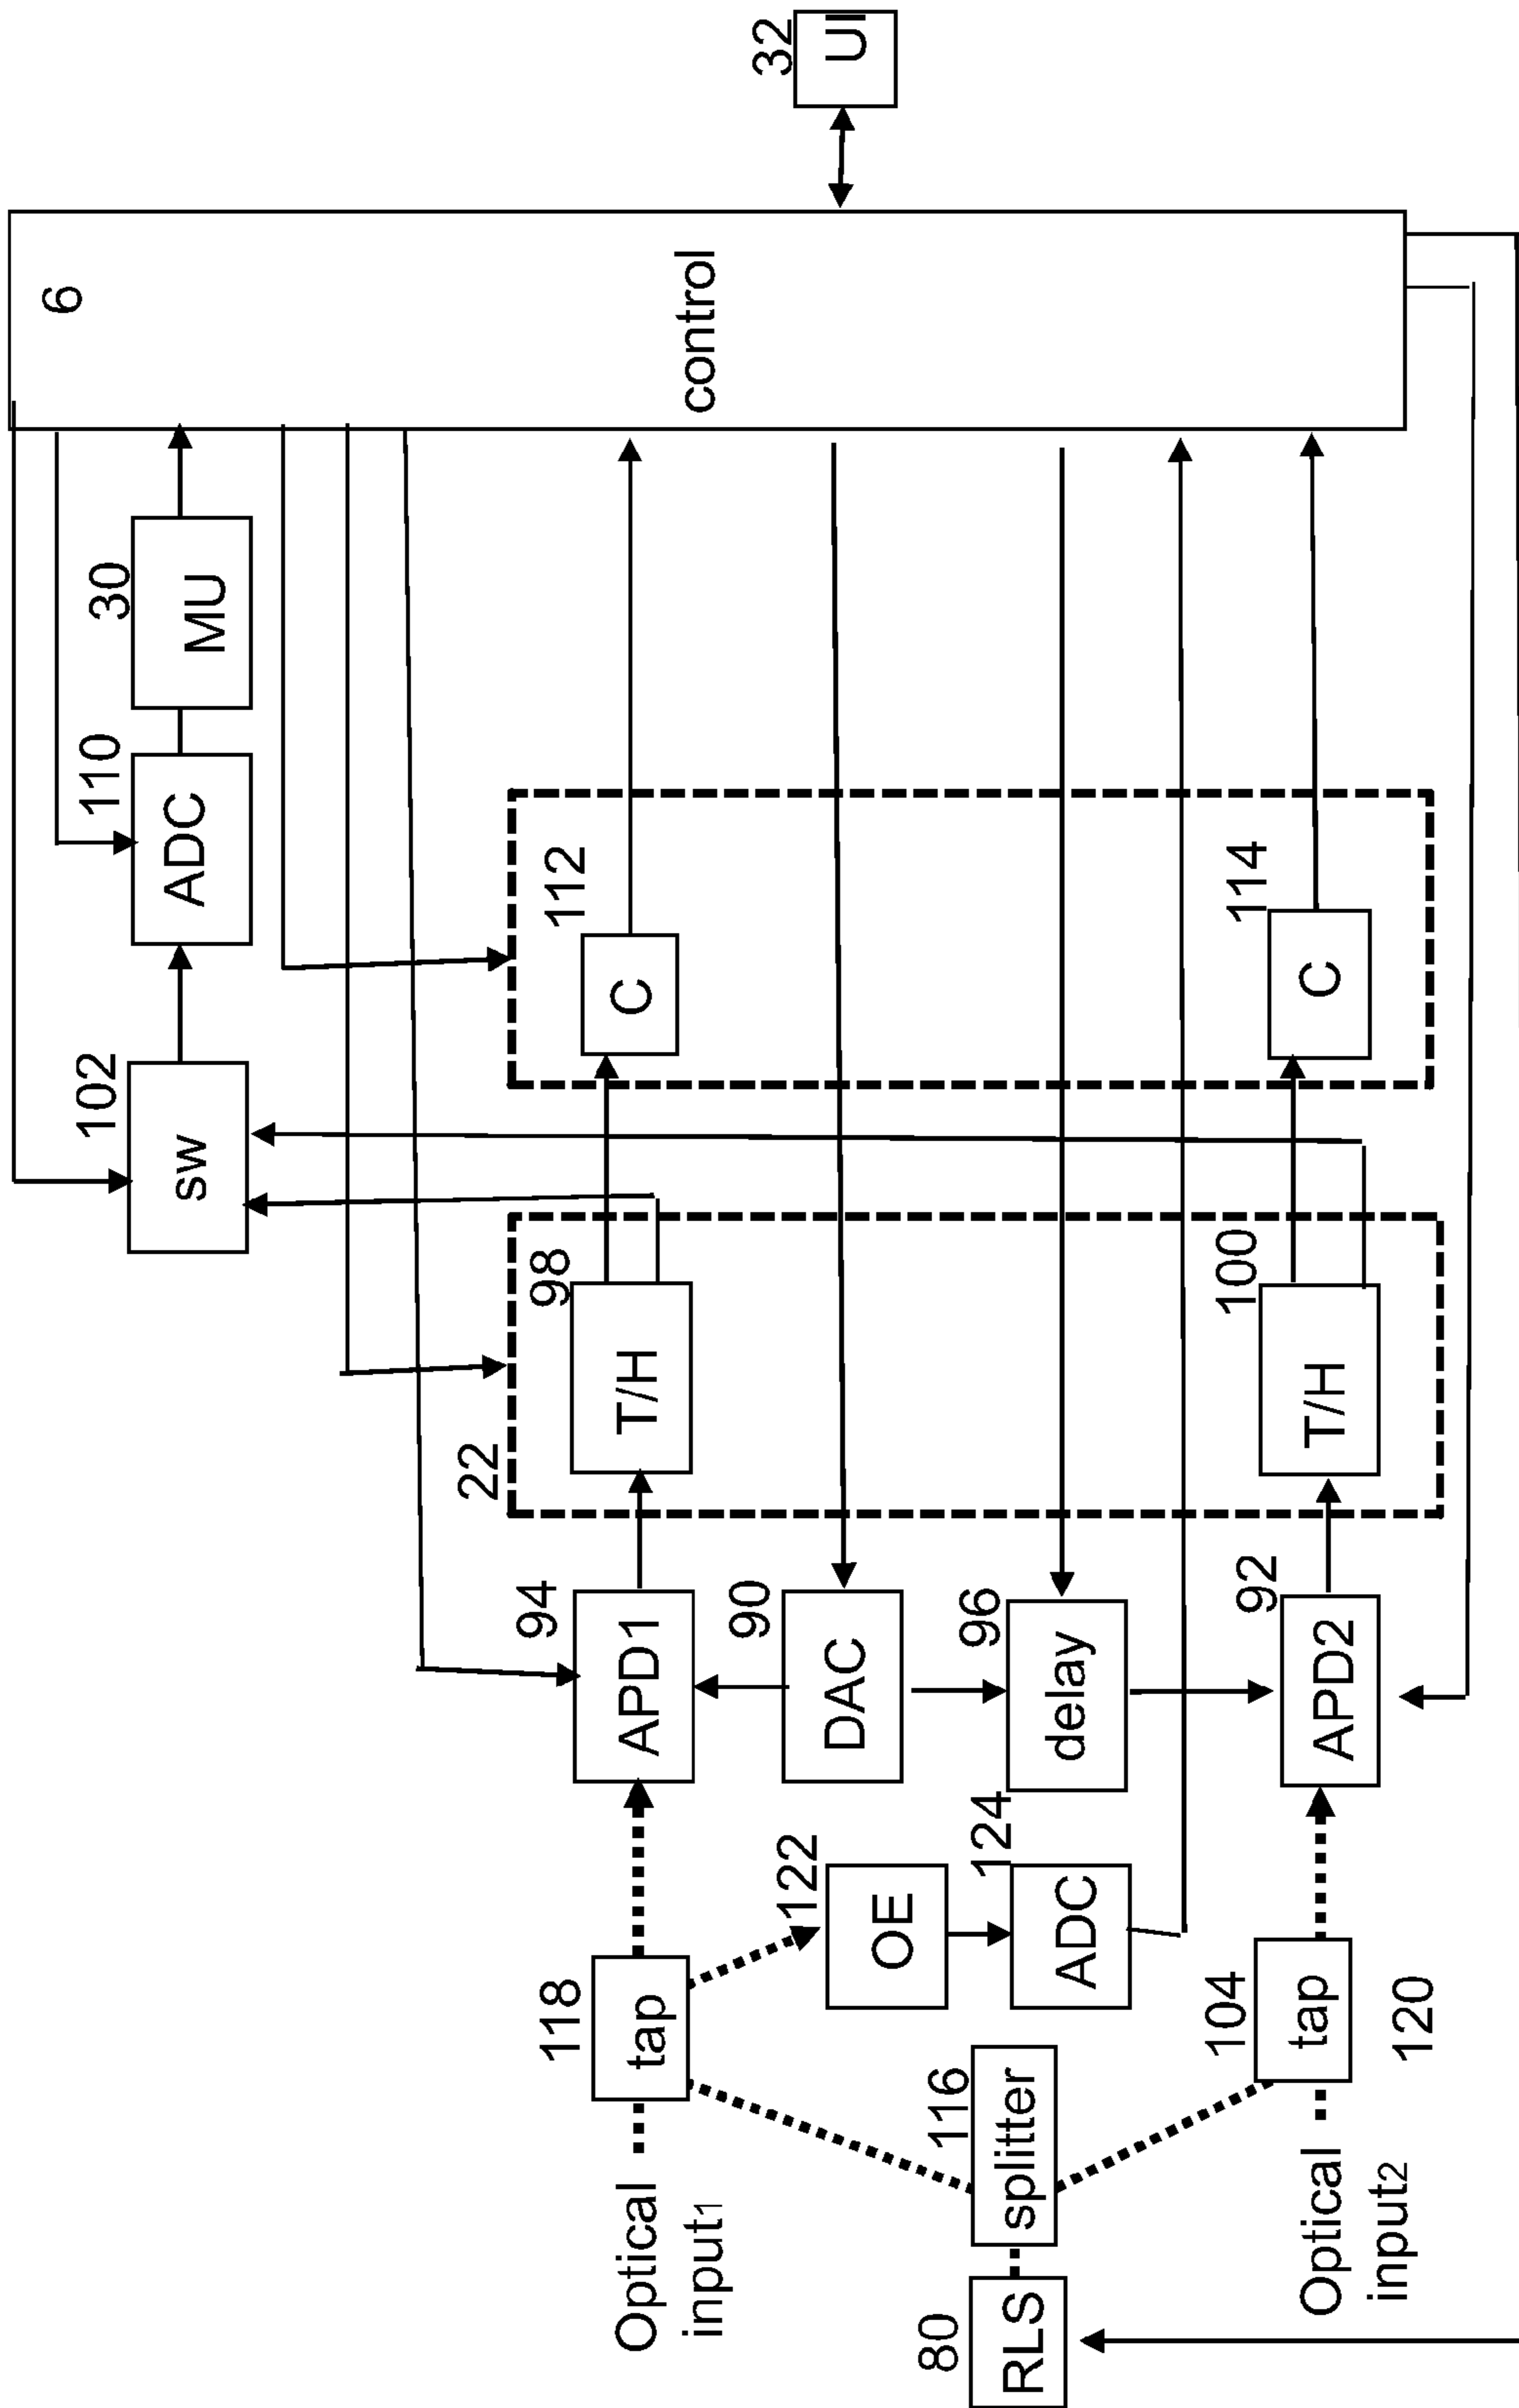 6
control
32
UI
102
sw
110
ADC
30
MU
22
98
T/H
112
C
94
APD1
118
tap
Optical
input1
90
DAC
122
OE
96
delay
124
ADC
116
splitter
80
RLS
100
T/H
114
C
92
APD2
104
tap
120
Optical
input2